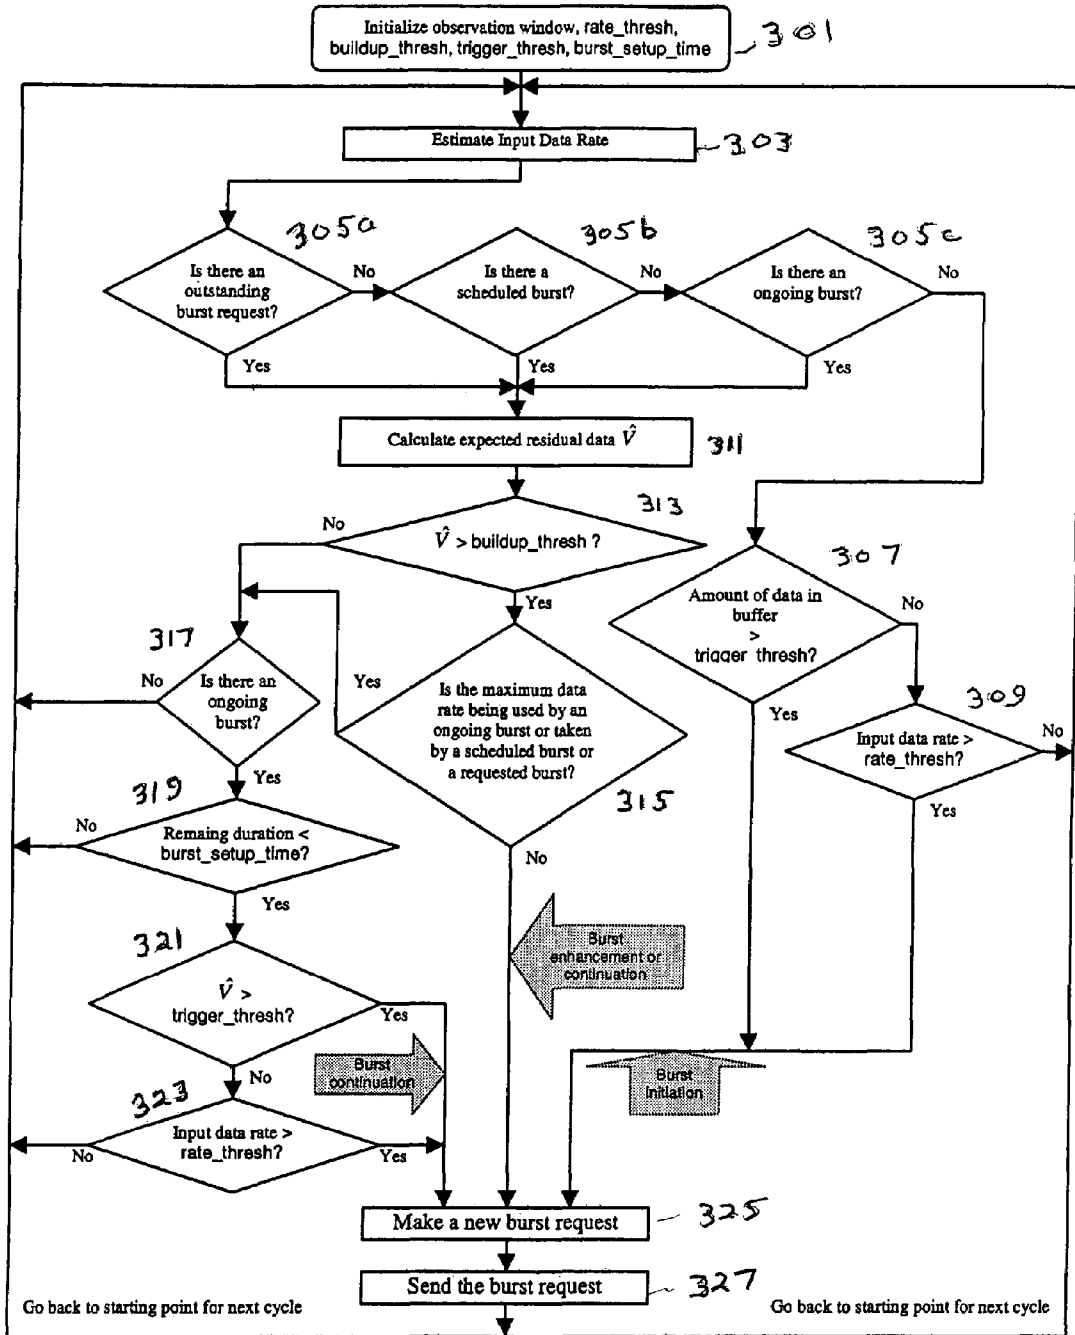 Initialize observation window, rate_thresh,
buildup_thresh, trigger_thresh, burst_setup_time
301
Estimate Input Data Rate
303
305a
305b
305c
Is there an
outstanding
burst request?
No
Is there a
scheduled burst?
No
Is there an
ongoing burst?
No
Yes
Yes
Yes
Calculate expected residual data V̂
311
313
No
V̂ > buildup_thresh ?
Yes
307
Amount of data in
buffer
>
trigger_thresh?
No
Yes
317
No
Is there an
ongoing
burst?
Yes
Yes
Is the maximum data
rate being used by an
ongoing burst or taken
by a scheduled burst or
a requested burst?
315
No
309
Input data rate >
rate_thresh?
No
Yes
319
No
Remaing duration <
burst_setup_time?
Yes
321
V̂ >
trigger_thresh?
Yes
No
Burst
enhancement or
continuation
Burst
continuation
Burst
Initiation
323
Input data rate >
rate_thresh?
No
Yes
Make a new burst request
325
Send the burst request
327
Go back to starting point for next cycle
Go back to starting point for next cycle